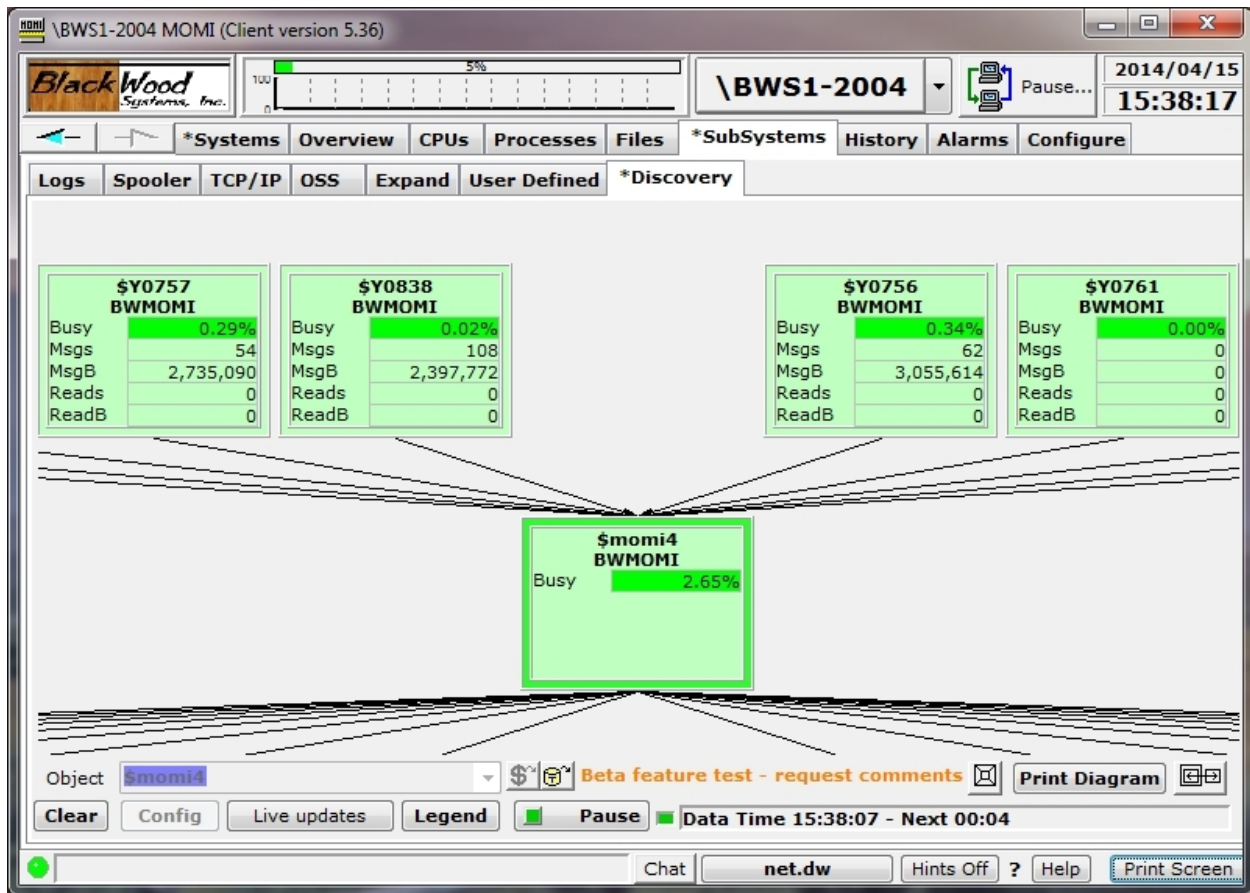 MOMI \BWS1-2004 MOMI (Client version 5.36)
BlackWood Systems, Inc.
100
0
5%
\BWS1-2004
Pause...
2014/04/15
15:38:17
*Systems Overview CPUs Processes Files *SubSystems History Alarms Configure
Logs Spooler TCP/IP OSS Expand User Defined *Discovery
$Y0757
BWMOMI
Busy 0.29%
Msgs 54
MsgB 2,735,090
Reads 0
ReadB 0
$Y0838
BWMOMI
Busy 0.02%
Msgs 108
MsgB 2,397,772
Reads 0
ReadB 0
$Y0756
BWMOMI
Busy 0.34%
Msgs 62
MsgB 3,055,614
Reads 0
ReadB 0
$Y0761
BWMOMI
Busy 0.00%
Msgs 0
MsgB 0
Reads 0
ReadB 0
$momi4
BWMOMI
Busy 2.65%
Object $momi4 $ Beta feature test - request comments Print Diagram
Clear Config Live updates Legend Pause Data Time 15:38:07 - Next 00:04
Chat net.dw Hints Off ? Help Print Screen